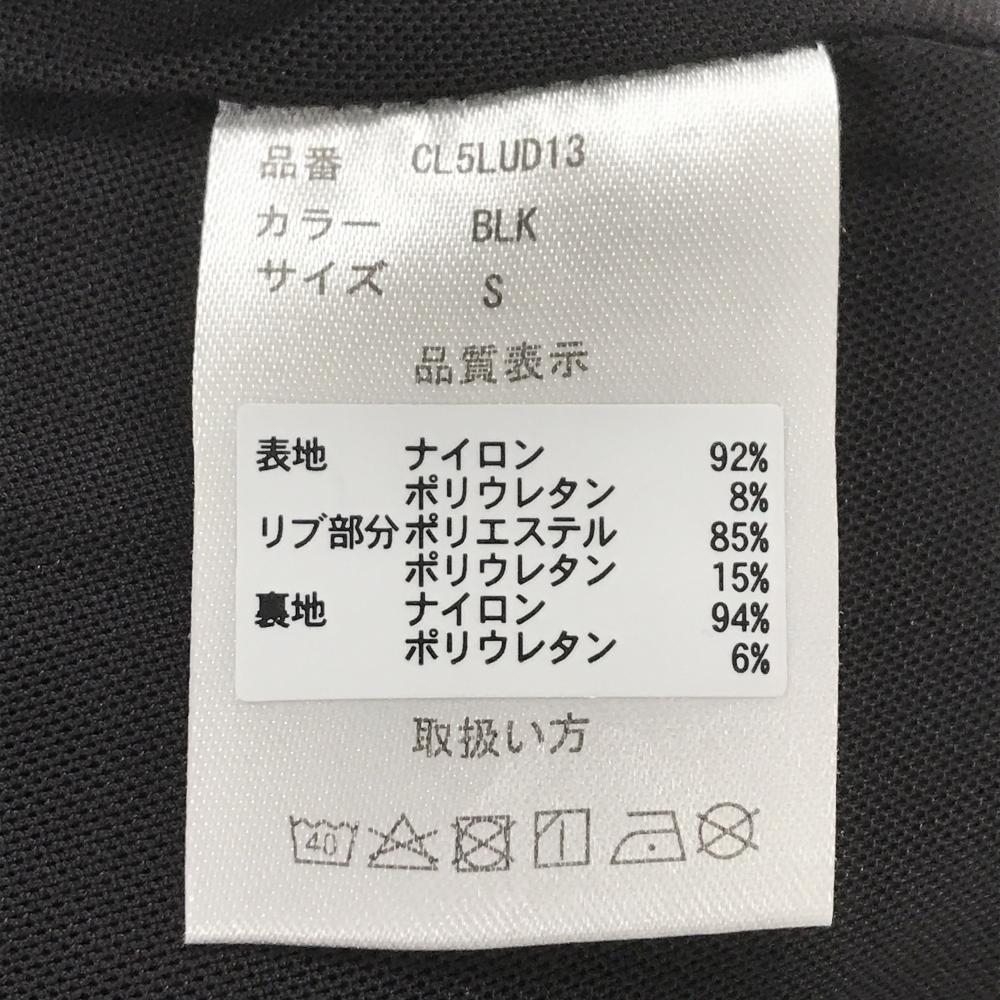 品番 CL5LUD13
カラー BLK
サイズ S
品質表示
表地 ナイロン 92%
ポリウレタン 8%
リブ部分 ポリエステル 85%
ポリウレタン 15%
裏地 ナイロン 94%
ポリウレタン 6%
取扱い方
40